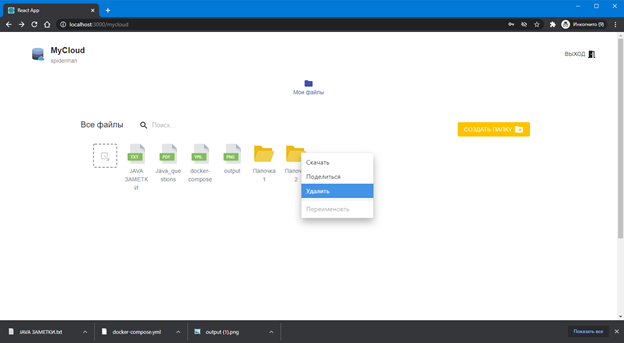 React App
localhost:3000/mycloud
Инкогнито (9)
MyCloud
spiderman
ВЫХОД
Мои файлы
Все файлы
Поиск...
СОЗДАТЬ ПАПКУ
TXT
PDF
YML
PNG
JAVA ЗАМЕТКИ
Java_questions
docker-compose
output
Папочка 1
Папочка 2
Скачать
Поделиться
Удалить
Переименовть
JAVA ЗАМЕТКИ.txt
docker-compose.yml
output (1).png
Показать все